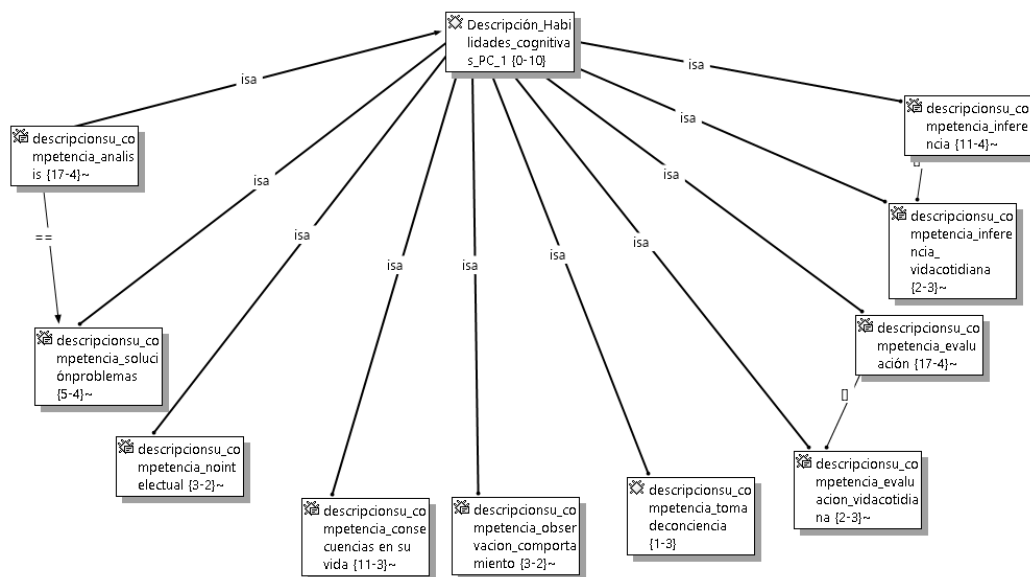 Descripción_Habi
lidades_cognitiva
s_PC_1 {0-10}
isa
isa
descripcionsu_co
mpetencia_inferen
cia {11-4}~
[]
descripcionsu_co
mpetencia_analis
is {17-4}~
isa
isa
descripcionsu_co
mpetencia_infere
ncia_
vidacotidiana
{2-3}~
==
isa
isa
isa
isa
isa
isa
descripcionsu_co
mpetencia_soluci
ónproblemas
{5-4}~
descripcionsu_co
mpetencia_evalu
ación {17-4}~
[]
descripcionsu_co
mpetencia_noint
electual {3-2}~
descripcionsu_co
mpetencia_evalu
acion_vidacotidia
na {2-3}~
descripcionsu_co
mpetencia_conse
cuencias en su
vida {11-3}~
descripcionsu_co
mpetencia_obser
vacion_comporta
miento {3-2}~
descripcionsu_co
mpetencia_toma
deconciencia
{1-3}